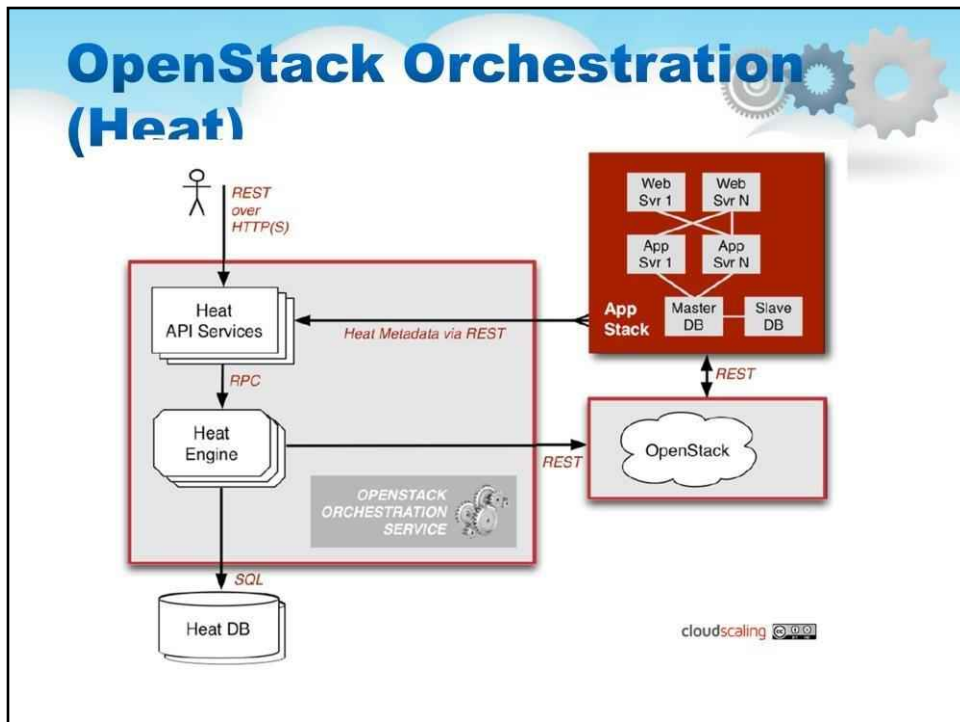 OpenStack Orchestration
(Heat)
REST
over
HTTP(S)
Web
Svr 1
Web
Svr N
App
Svr 1
App
Svr N
App
Stack
Master
DB
Slave
DB
Heat
API Services
Heat Metadata via REST
RPC
REST
Heat
Engine
REST
OpenStack
OPENSTACK
ORCHESTRATION
SERVICE
SQL
Heat DB
cloudscaling